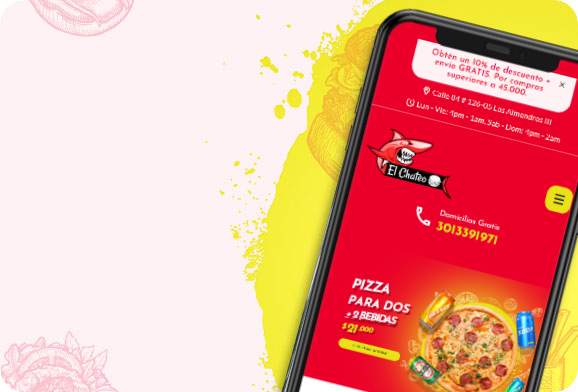 Obtén un 10% de descuento +
envío GRATIS. Por compras
superiores a 45.000.
Calle 84 # 126-05 Los Almendros III
Lun - Vie: 4pm - 1am, Sab - Dom: 4pm - 2am
El Chateo
Domicilios Gratis
3013391971
PIZZA
PARA DOS
+ 2 BEBIDAS
$21.000